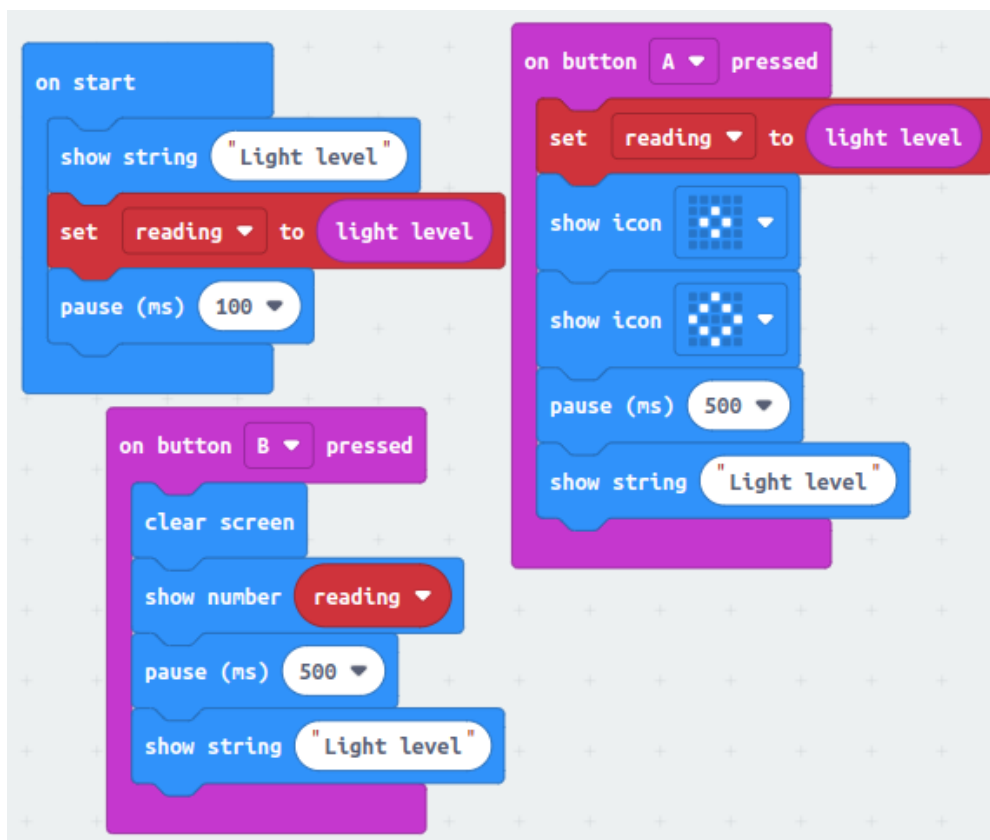 on start
show string "Light level"
set reading to light level
pause (ms) 100
on button A pressed
set reading to light level
show icon
show icon
pause (ms) 500
show string "Light level"
on button B pressed
clear screen
show number reading
pause (ms) 500
show string "Light level"